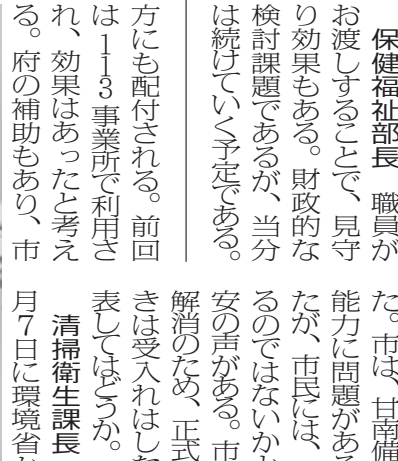 保健福祉部長　職員が
お渡しすることで、見守
り効果もある。財政的な
検討課題であるが、当分
は続けていく予定である。
方にも配付される。前回
は113事業所で利用さ
れ、効果はあったと考え
る。府の補助もあり、市
た。市は、甘南備
能力に問題がある
たが、市民には、
るのではないかと
安の声がある。市
解消のため、正式
きは受入れはしな
表してはどうか。
清掃衛生課長
月7日に環境省か